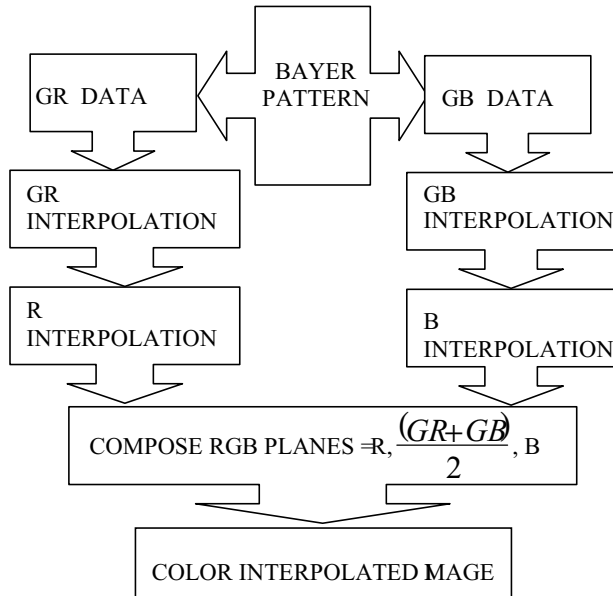 BAYER
PATTERN
GR DATA
GB DATA
GR
INTERPOLATION
GB
INTERPOLATION
R
INTERPOLATION
B
INTERPOLATION
COMPOSE RGB PLANES =R, (GR+GB)/2, B
COLOR INTERPOLATED IMAGE